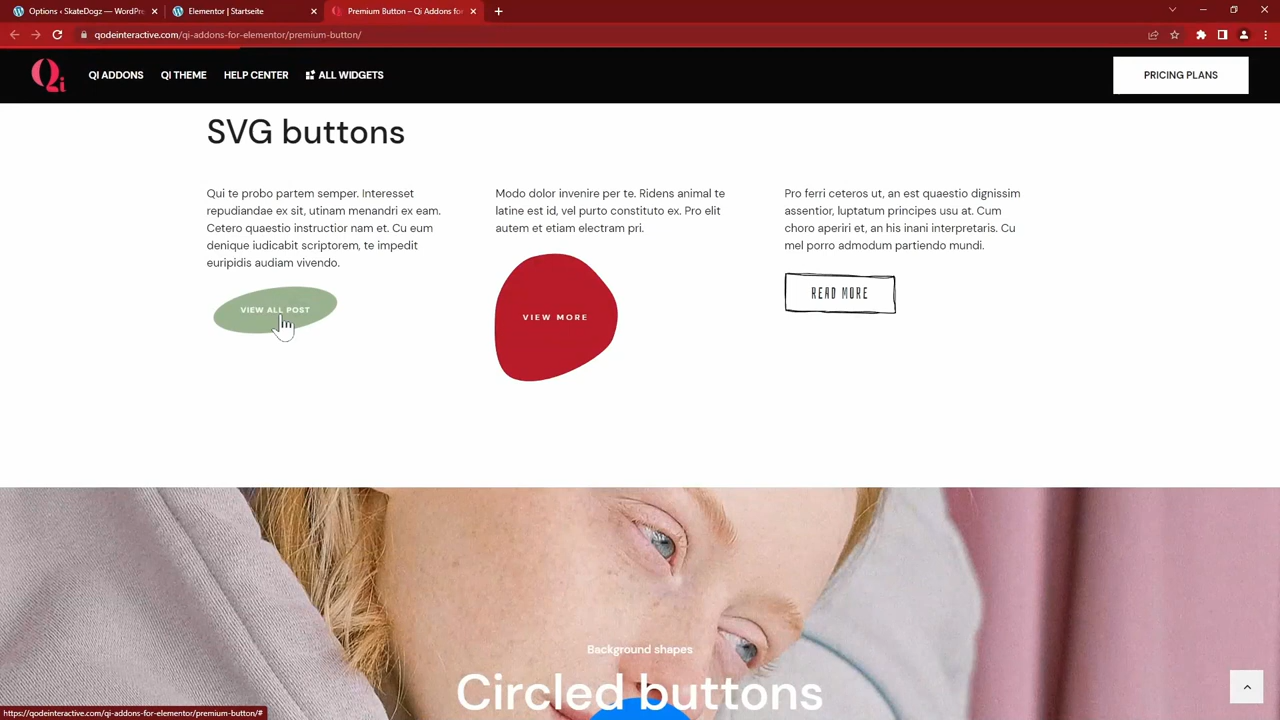 Options ‹ SkateDogz — WordPre
Elementor | Startseite
Premium Button – Qi Addons for
qodeinteractive.com/qi-addons-for-elementor/premium-button/
Qi
QI ADDONS
QI THEME
HELP CENTER
ALL WIDGETS
PRICING PLANS
SVG buttons
Qui te probo partem semper. Interesset
repudiandae ex sit, utinam menandri ex eam.
Cetero quaestio instructior nam et. Cu eum
denique iudicabit scriptorem, te impedit
euripidis audiam vivendo.
VIEW ALL POST
Modo dolor invenire per te. Ridens animal te
latine est id, vel purto constituto ex. Pro elit
autem et etiam electram pri.
VIEW MORE
Pro ferri ceteros ut, an est quaestio dignissim
assentior, luptatum principes usu at. Cum
choro aperiri et, an his inani interpretaris. Cu
mel porro admodum partiendo mundi.
READ MORE
Background shapes
Circled buttons
https://qodeinteractive.com/qi-addons-for-elementor/premium-button/#